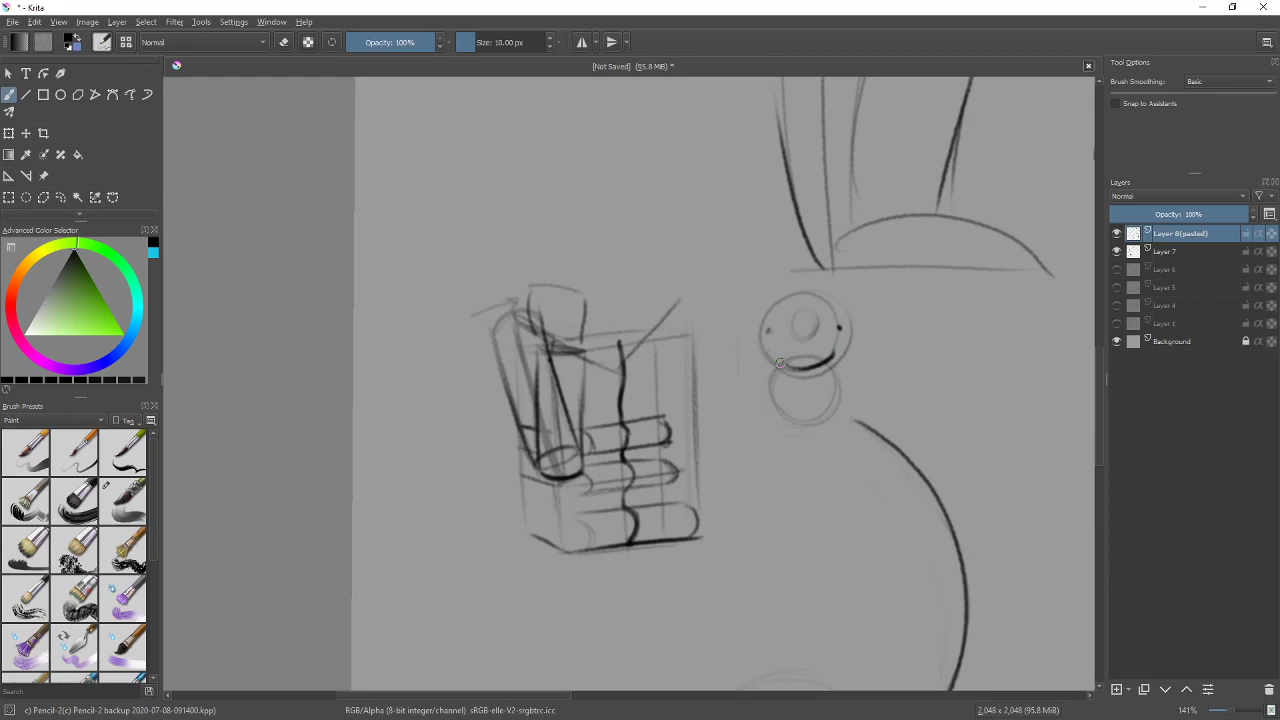 * - Krita
File Edit View Image Layer Select Filter Tools Settings Window Help
Normal Opacity: 100% Size: 10.00 px
[Not Saved] (95.8 MiB) *
Tool Options
Brush Smoothing: Basic
Snap to Assistants
Layers
Normal
Opacity: 100%
Layer 8(pasted)
Layer 7
Layer 6
Layer 5
Layer 4
Layer 1
Background
Advanced Color Selector
Brush Presets
Paint Tag
Search
c) Pencil-2(c) Pencil-2 backup 2020-07-08-091400.kpp) RGB/Alpha (8-bit integer/channel) sRGB-elle-V2-srgbtrc.icc 2,048 x 2,048 (95.8 MiB) 141%